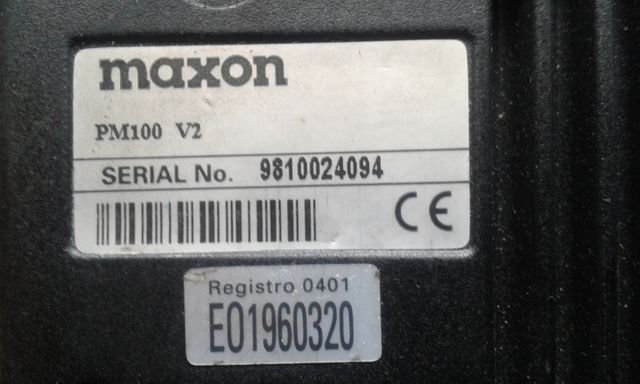 maxon
PM100 V2
SERIAL No. 9810024094
CE
Registro 0401
E01960320